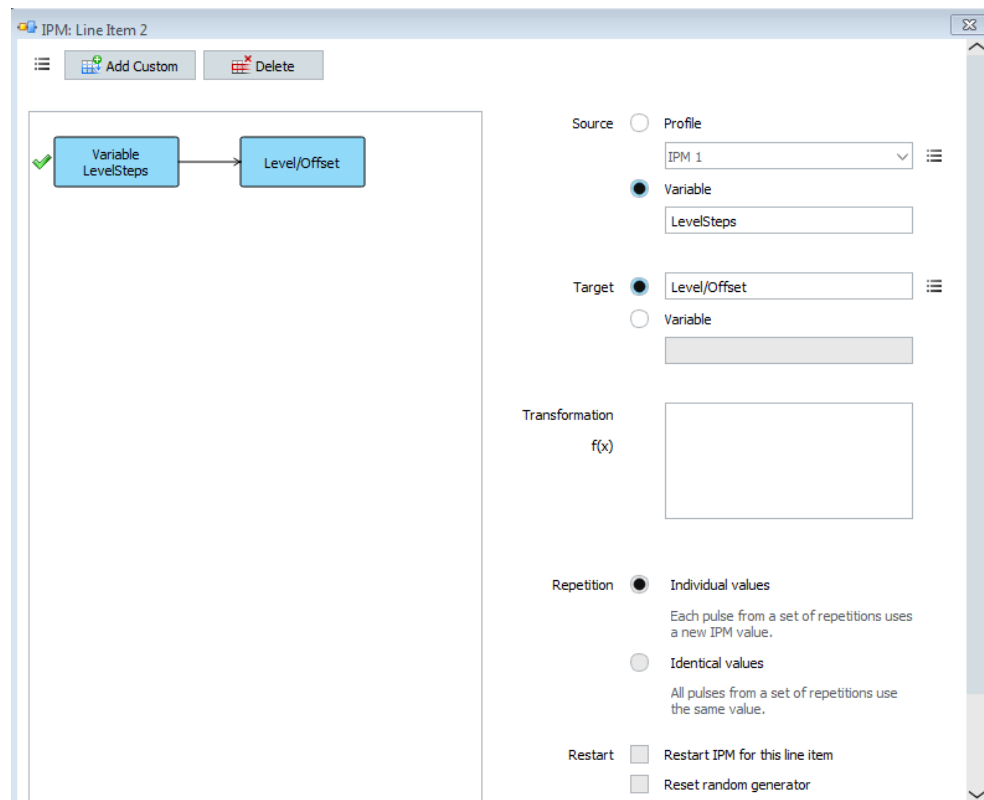 IPM: Line Item 2
Add Custom
Delete
Variable
LevelSteps
Level/Offset
Source
Profile
IPM 1
Variable
LevelSteps
Target
Level/Offset
Variable
Transformation
f(x)
Repetition
Individual values
Each pulse from a set of repetitions uses
a new IPM value.
Identical values
All pulses from a set of repetitions use
the same value.
Restart
Restart IPM for this line item
Reset random generator